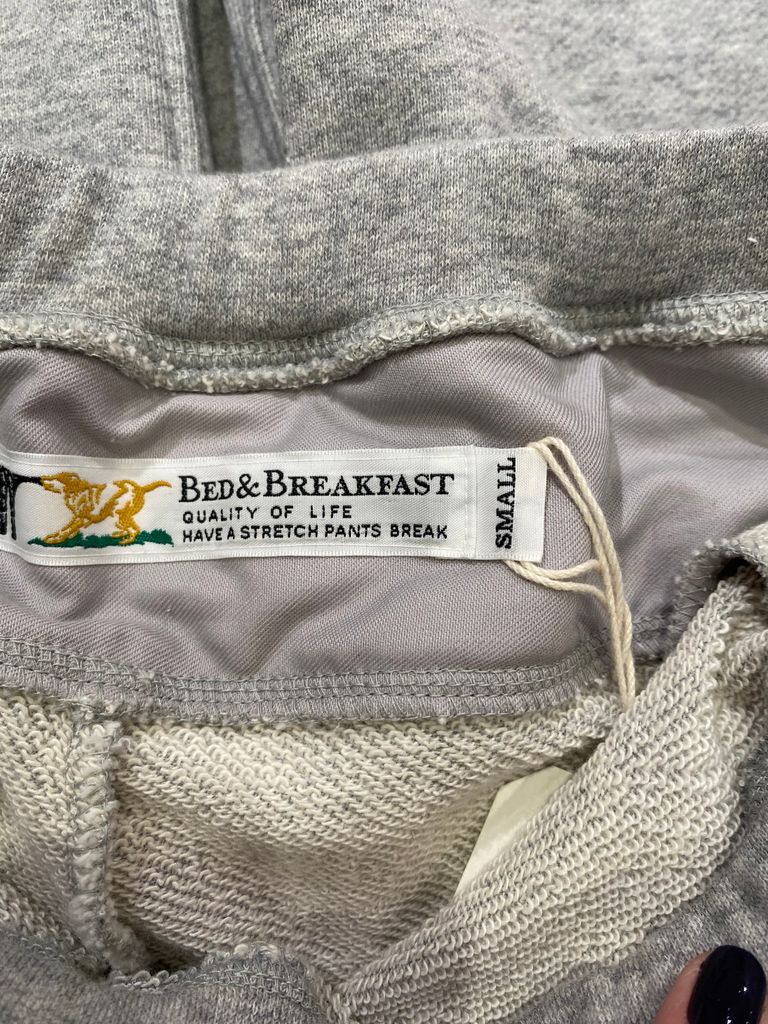 BED&BREAKFAST
QUALITY OF LIFE
HAVE A STRETCH PANTS BREAK
SMALL